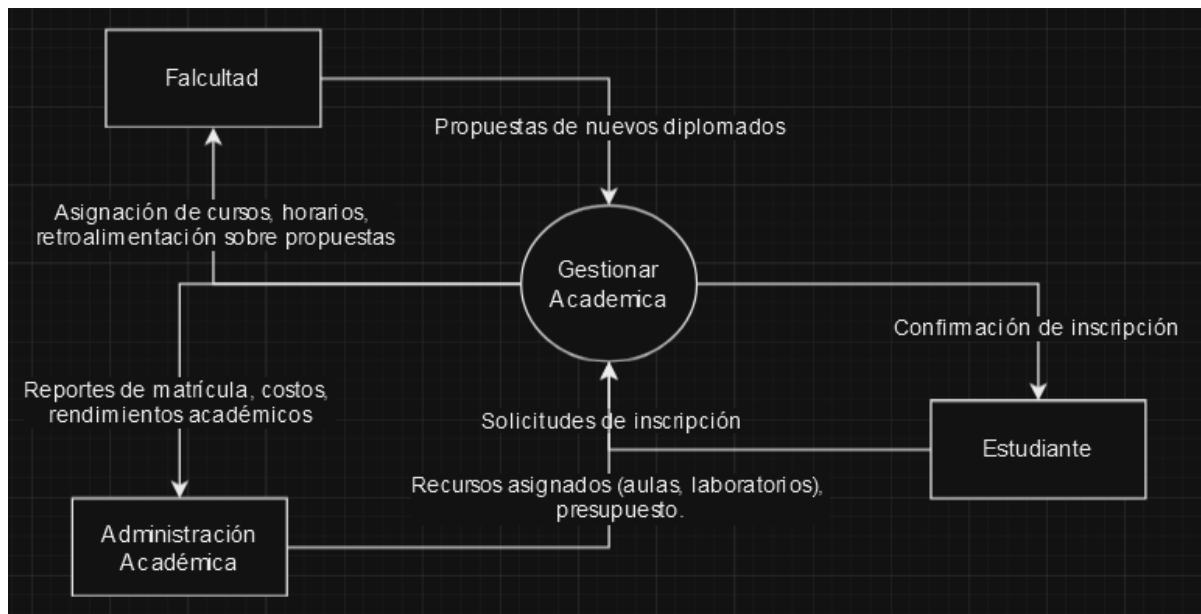 Falcultad
Propuestas de nuevos diplomados
Asignación de cursos, horarios,
retroalimentación sobre propuestas
Gestionar
Academica
Confirmación de inscripción
Reportes de matrícula, costos,
rendimientos académicos
Solicitudes de inscripción
Estudiante
Recursos asignados (aulas, laboratorios),
presupuesto.
Administración
Académica